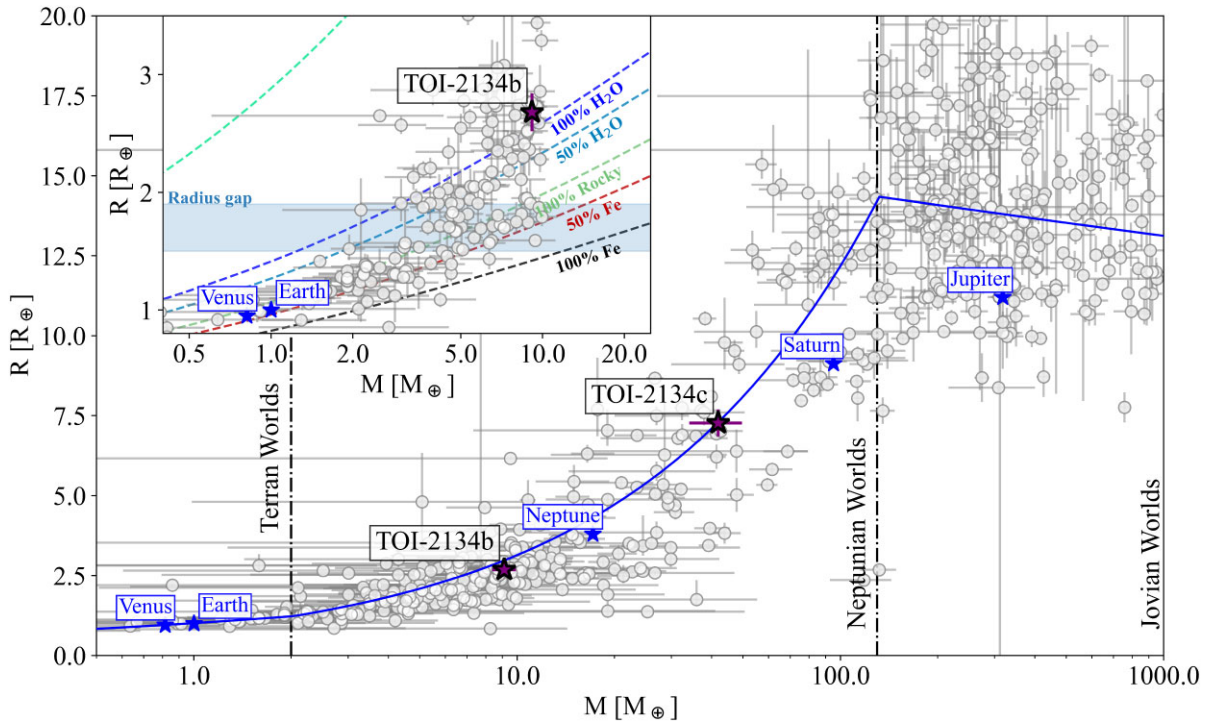 20.0
17.5
15.0
12.5
10.0
7.5
5.0
2.5
0.0
R [R⊕]
1.0
10.0
100.0
1000.0
M [M⊕]
3
2
1
R [R⊕]
0.5
1.0
2.0
5.0
10.0
20.0
M [M⊕]
TOI-2134b
100% H₂O
50% H₂O
100% Rocky
50% Fe
100% Fe
Radius gap
Venus
Earth
Jupiter
Saturn
TOI-2134c
Neptune
TOI-2134b
Venus
Earth
Terran Worlds
Neptunian Worlds
Jovian Worlds